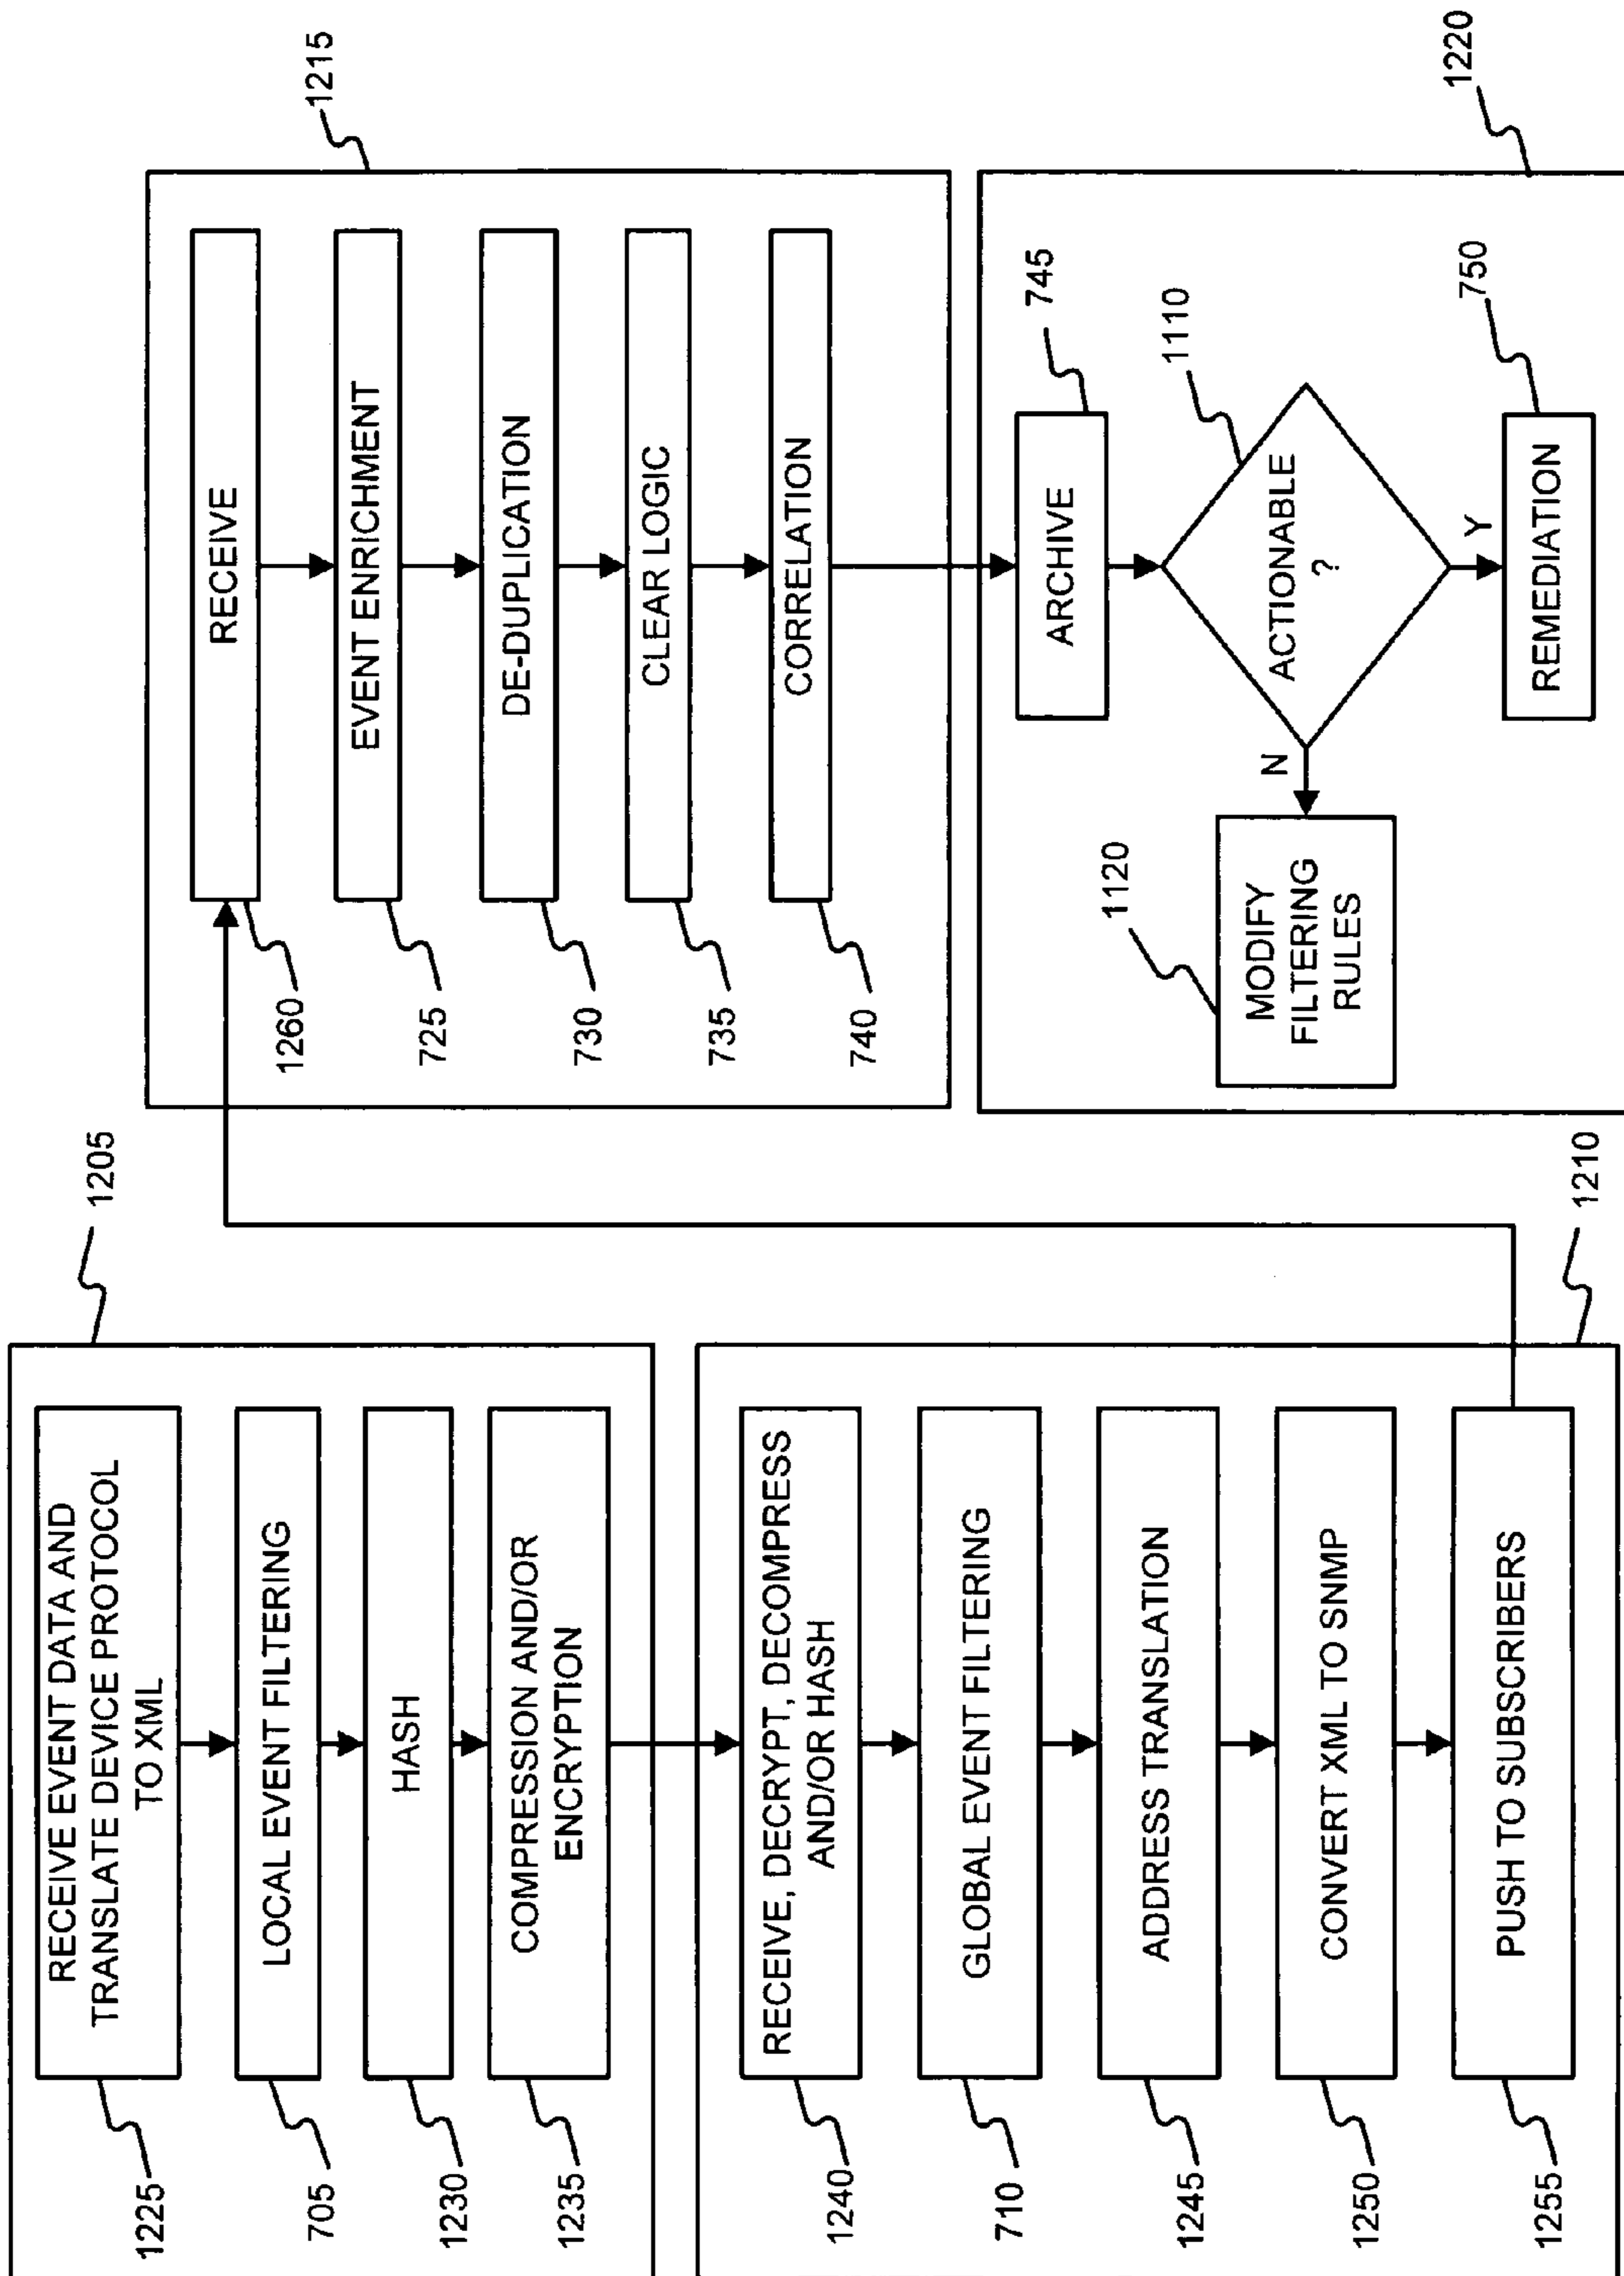 1205
1225
RECEIVE EVENT DATA AND
TRANSLATE DEVICE PROTOCOL
TO XML
705
LOCAL EVENT FILTERING
1230
HASH
1235
COMPRESSION AND/OR
ENCRYPTION
1210
1240
RECEIVE, DECRYPT, DECOMPRESS
AND/OR HASH
710
GLOBAL EVENT FILTERING
1245
ADDRESS TRANSLATION
1250
CONVERT XML TO SNMP
1255
PUSH TO SUBSCRIBERS
1215
1260
RECEIVE
725
EVENT ENRICHMENT
730
DE-DUPLICATION
735
CLEAR LOGIC
740
CORRELATION
1220
745
ARCHIVE
1110
ACTIONABLE
?
N
Y
1120
MODIFY
FILTERING
RULES
750
REMEDIATION